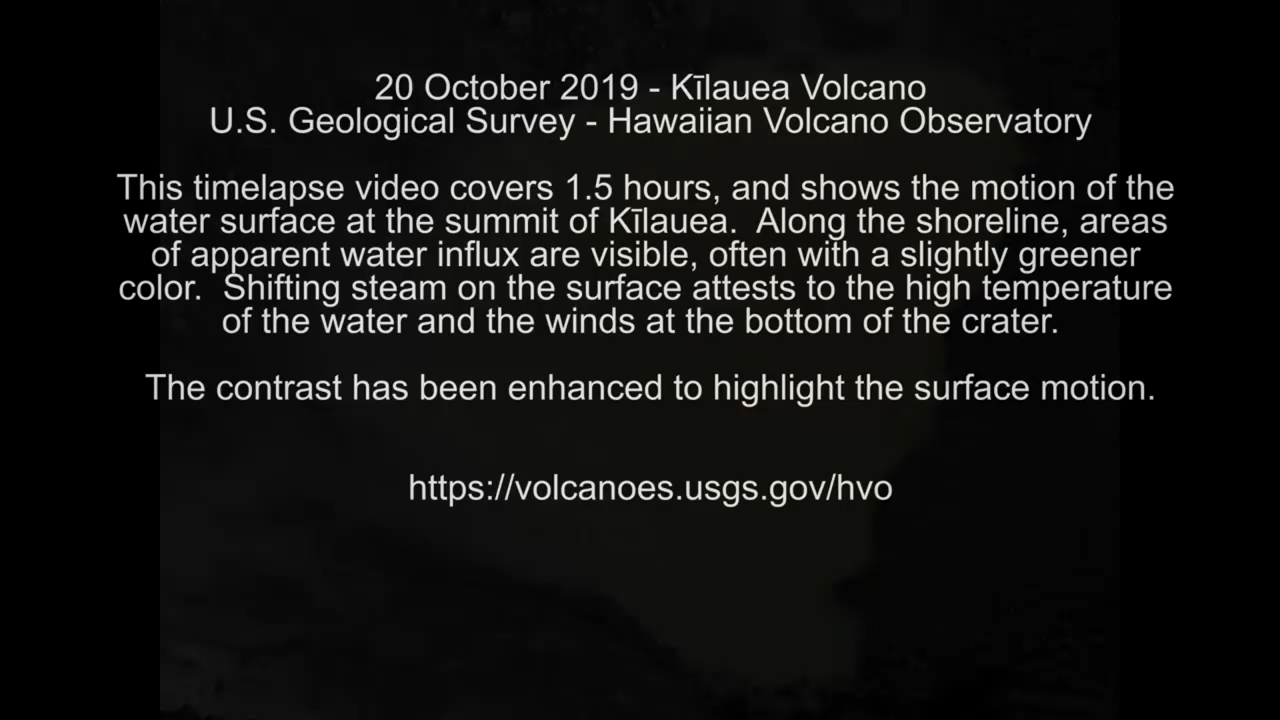 20 October 2019 - Kīlauea Volcano
U.S. Geological Survey - Hawaiian Volcano Observatory
This timelapse video covers 1.5 hours, and shows the motion of the
water surface at the summit of Kīlauea.  Along the shoreline, areas
of apparent water influx are visible, often with a slightly greener
color.  Shifting steam on the surface attests to the high temperature
of the water and the winds at the bottom of the crater.
The contrast has been enhanced to highlight the surface motion.
https://volcanoes.usgs.gov/hvo